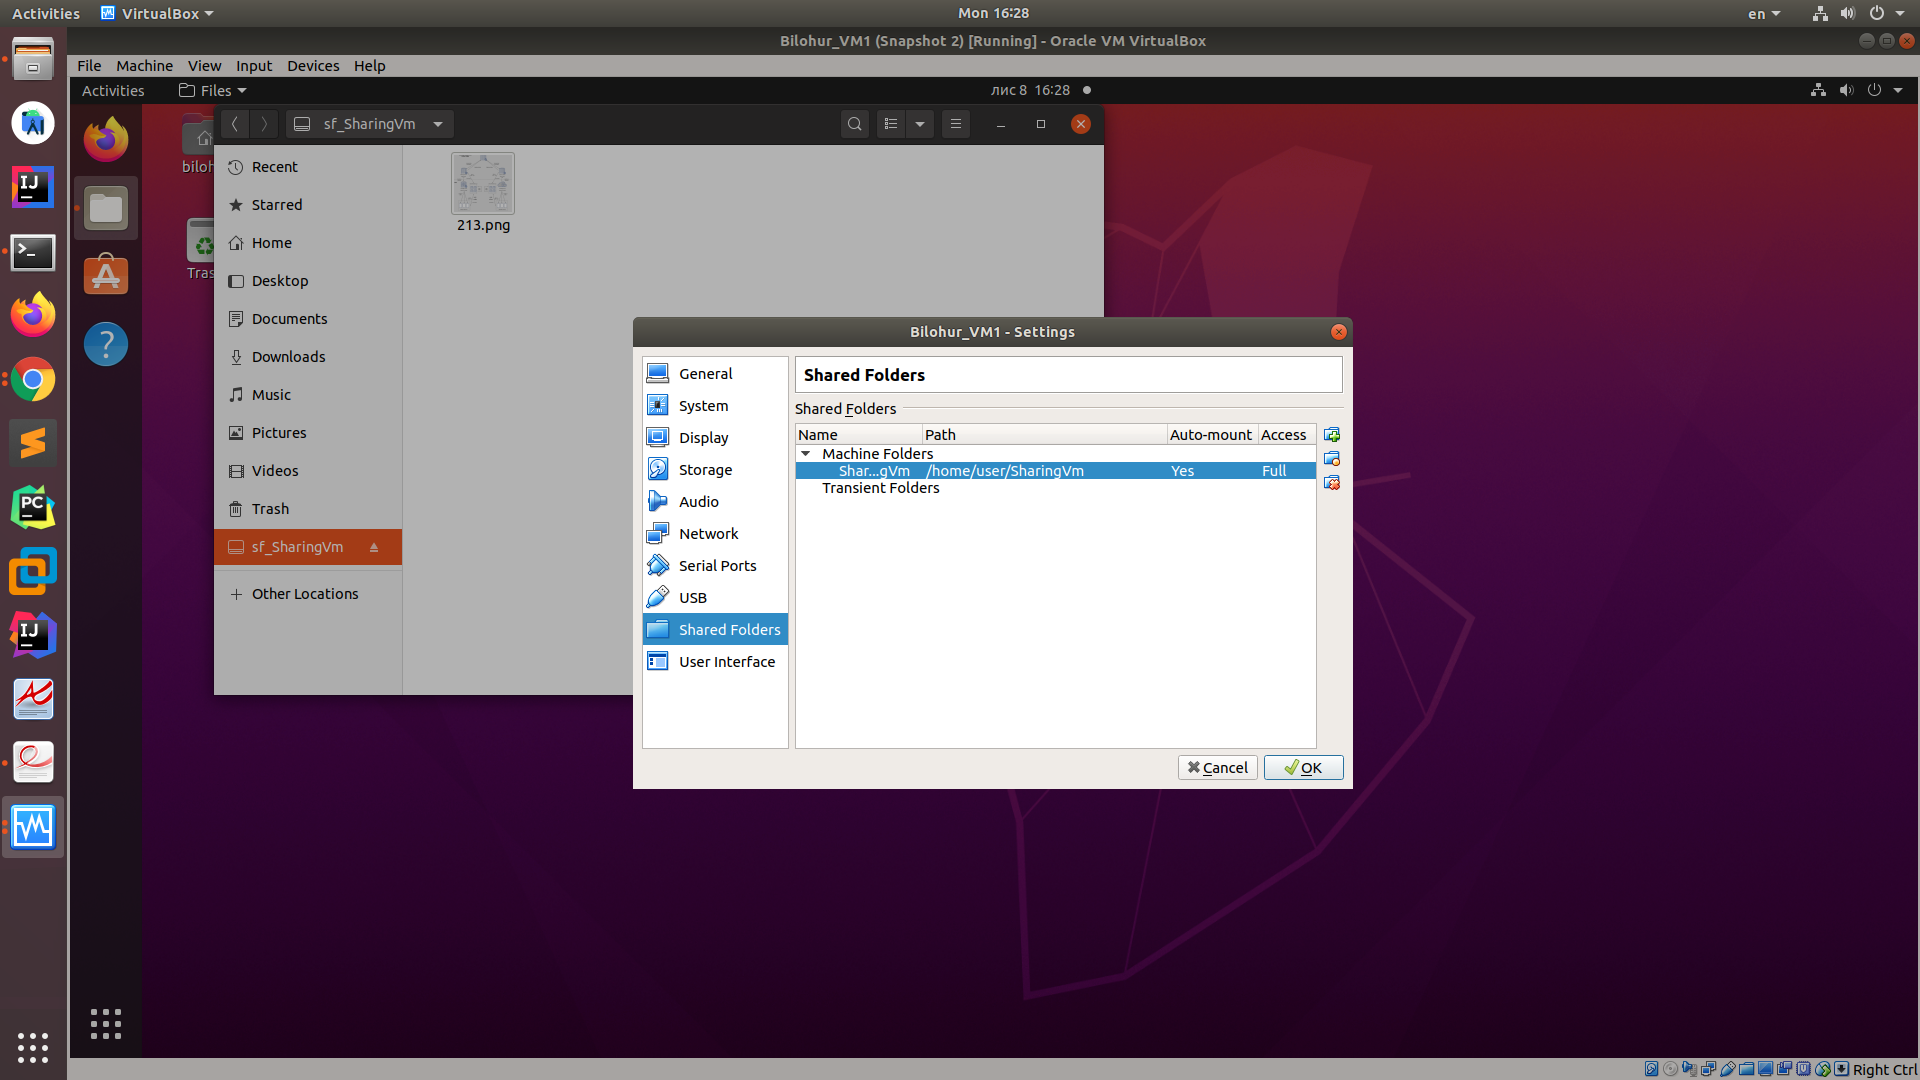 Activities VirtualBox Mon 16:28 en
Bilohur_VM1 (Snapshot 2) [Running] - Oracle VM VirtualBox
File Machine View Input Devices Help
Activities Files лис 8 16:28
sf_SharingVm
Recent
Starred
Home
Desktop
Documents
Downloads
Music
Pictures
Videos
Trash
sf_SharingVm
Other Locations
213.png
Bilohur_VM1 - Settings
General
System
Display
Storage
Audio
Network
Serial Ports
USB
Shared Folders
User Interface
Shared Folders
Shared Folders
Name Path Auto-mount Access
Machine Folders
Shar...gVm /home/user/SharingVm Yes Full
Transient Folders
Cancel OK
Right Ctrl